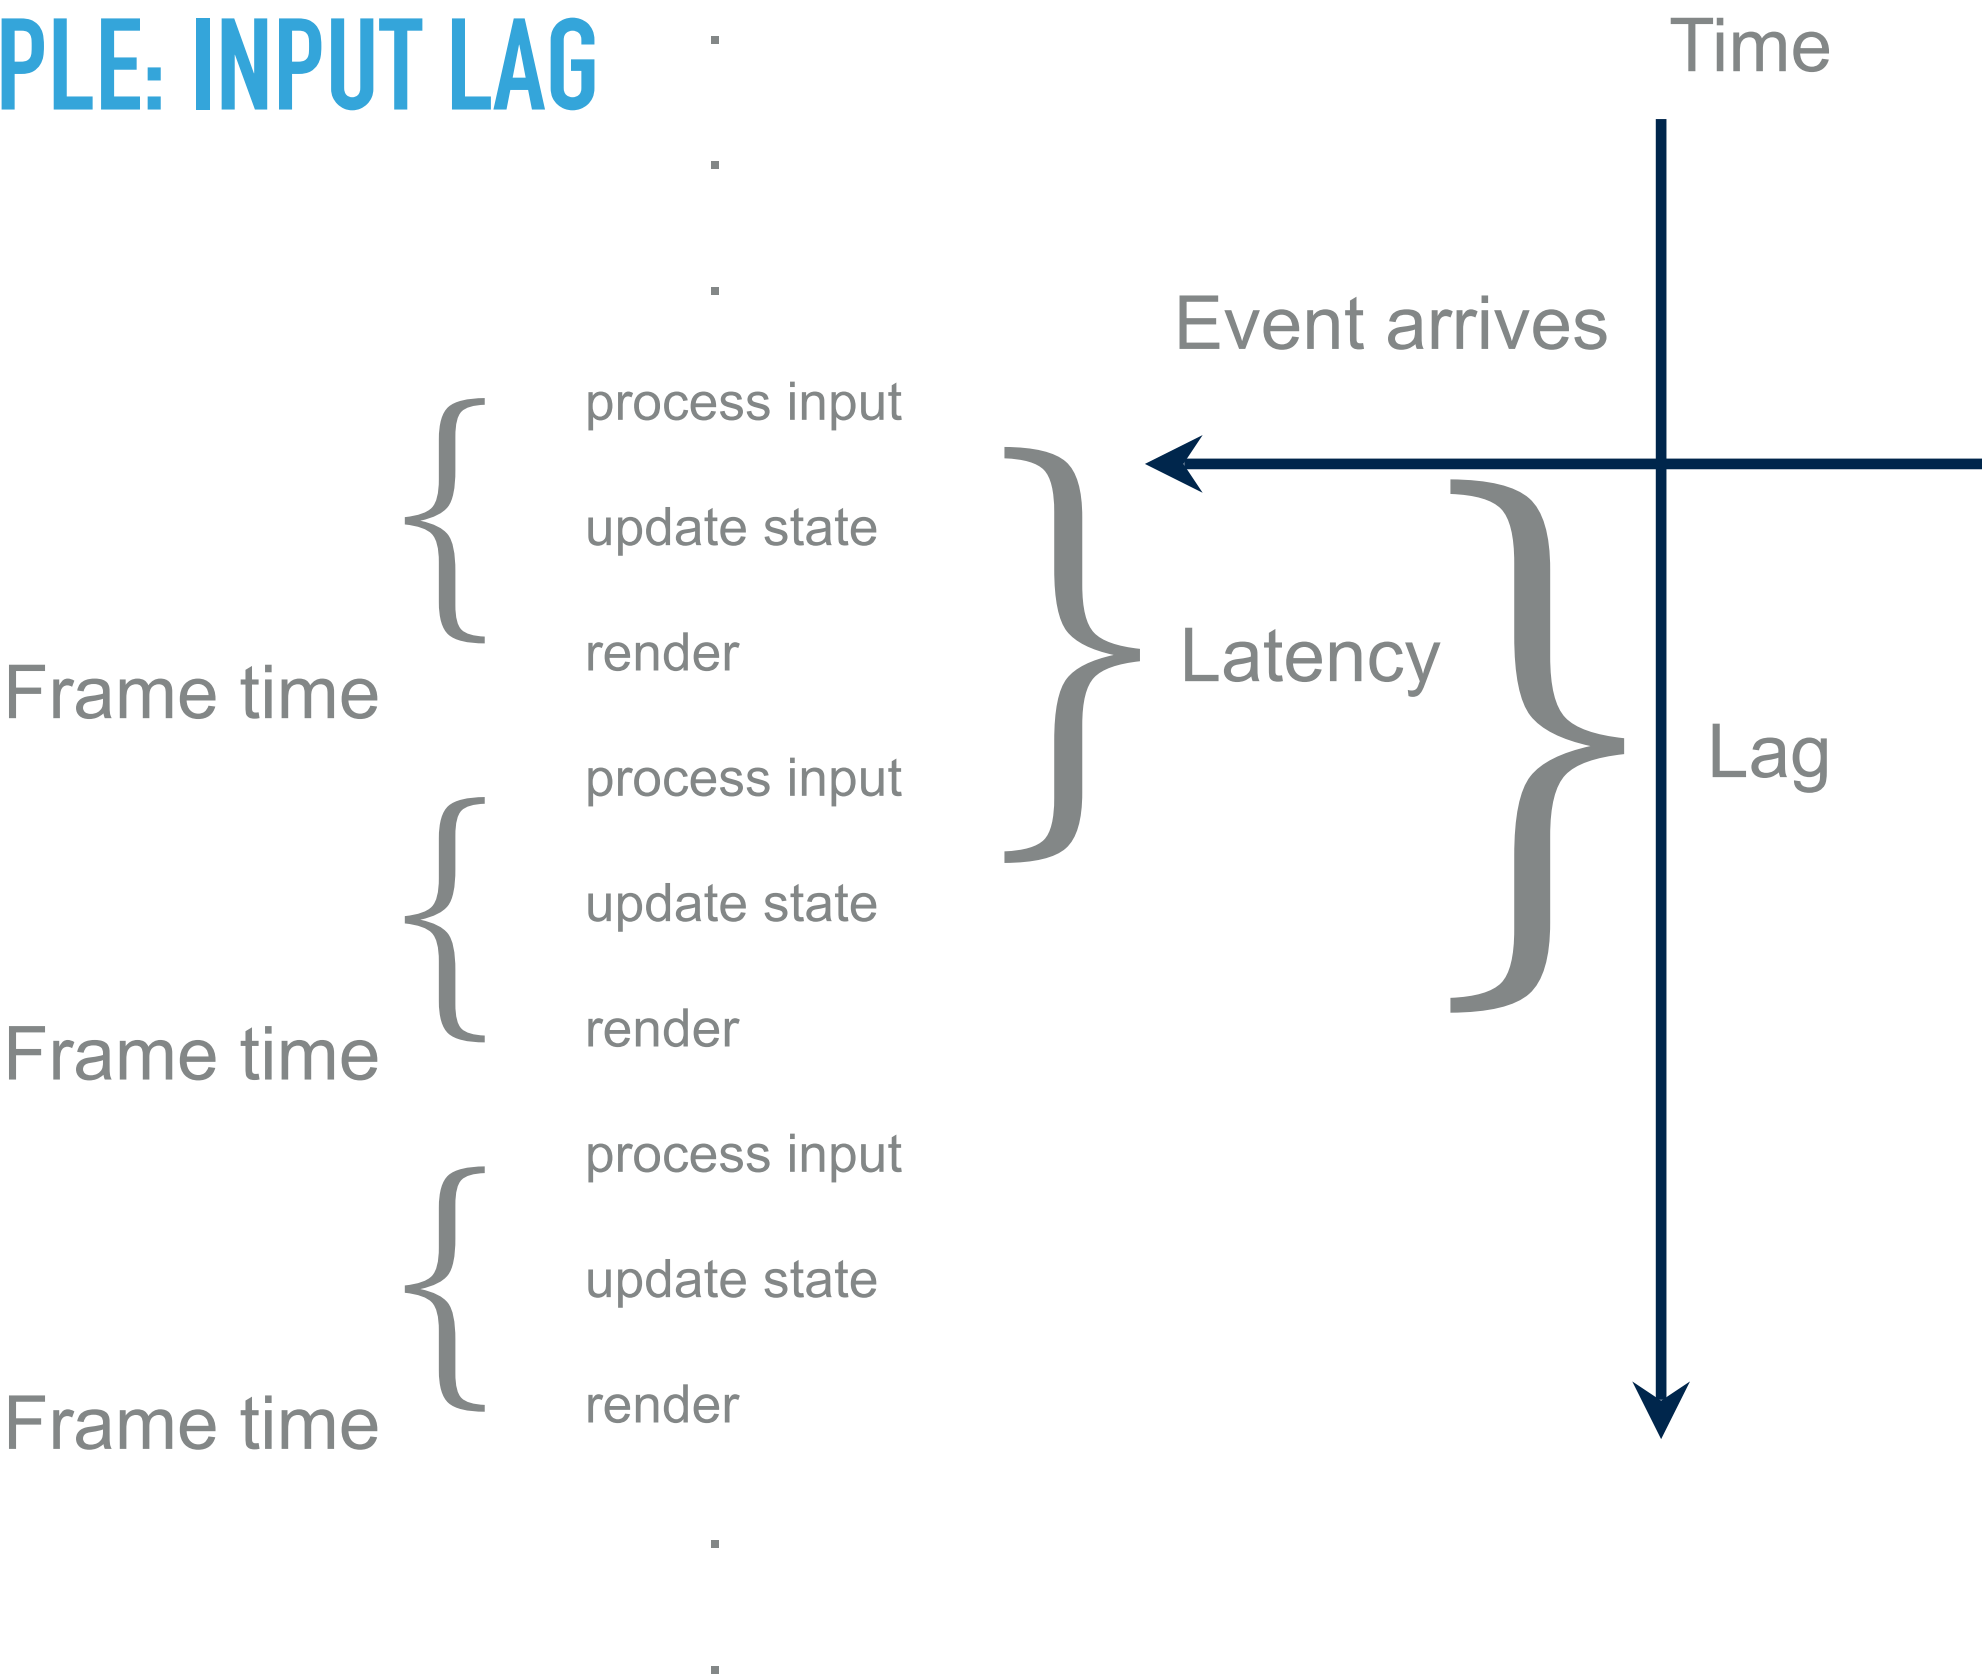 PLE: INPUT LAG
Time
.
.
.
Event arrives
process input
update state
render
Frame time
Latency
Lag
process input
update state
render
Frame time
process input
update state
render
Frame time
.
.